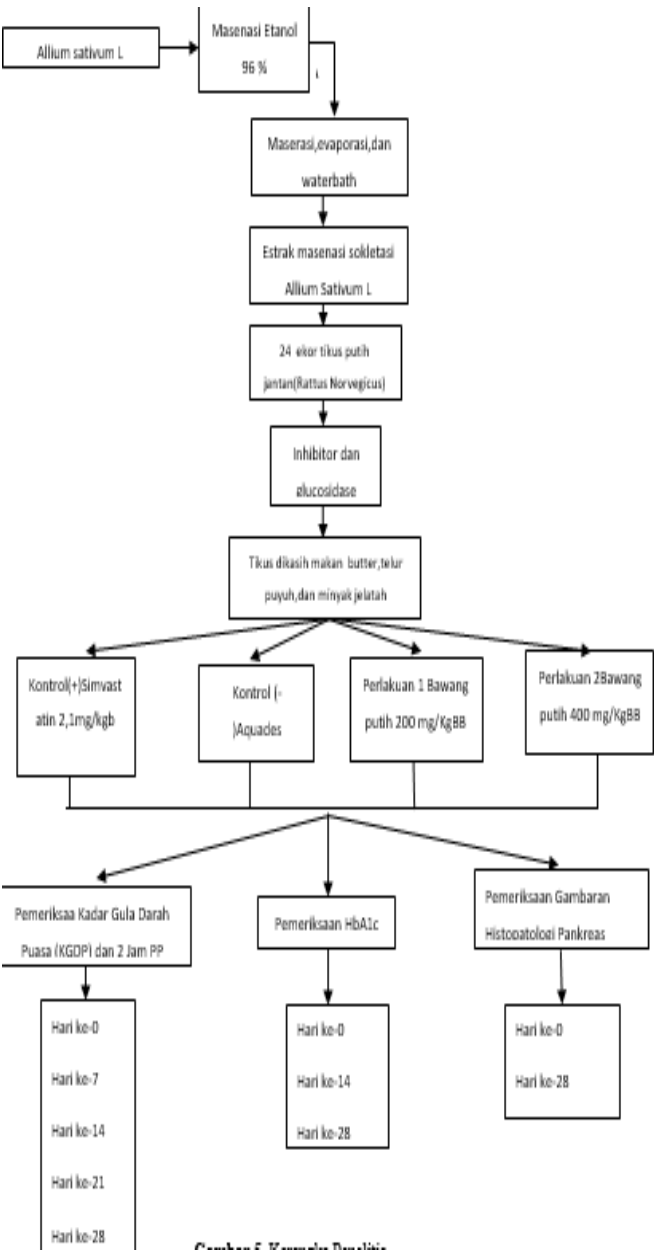 Allium sativum L
Masenasi Etanol
96 %
Maserasi,evaporasi,dan
waterbath
Estrak masenasi sokletasi
Allium Sativum L
24 ekor tikus putih
jantan(Rattus Norvegicus)
Inhibitor dan
glucosidase
Tikus dikasih makan butter,telur
puyuh,dan minyak jelatah
Kontrol(+)Simvast
atin 2,1mg/kgb
Kontrol (-
)Aquades
Perlakuan 1 Bawang
putih 200 mg/KgBB
Perlakuan 2Bawang
putih 400 mg/KgBB
Pemeriksaa Kadar Gula Darah
Puasa (KGDP) dan 2 Jam PP
Pemeriksaan HbA1c
Pemeriksaan Gambaran
Histopatologi Pankreas
Hari ke-0
Hari ke-7
Hari ke-14
Hari ke-21
Hari ke-28
Hari ke-0
Hari ke-14
Hari ke-28
Hari ke-0
Hari ke-28
Gambar 5. Kerangka Penelitia